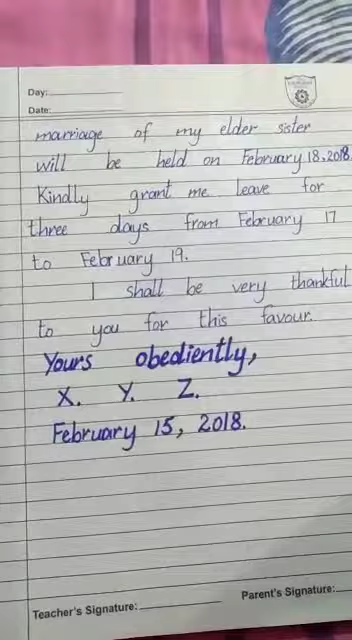 Day:
Date:
marriage of my elder sister
will be held on February 18, 2018.
Kindly grant me leave for
three days from February 17
to February 19.
I shall be very thankful
to you for this favour.
Yours obediently,
X. Y. Z.
February 15, 2018.
Teacher's Signature:
Parent's Signature: